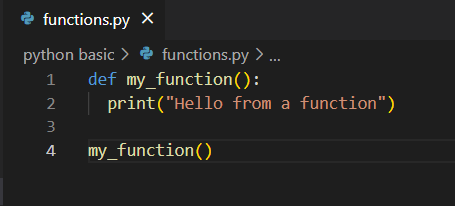 functions.py ×
python basic > functions.py > ...
1 def my_function():
2   print("Hello from a function")
3
4 my_function()